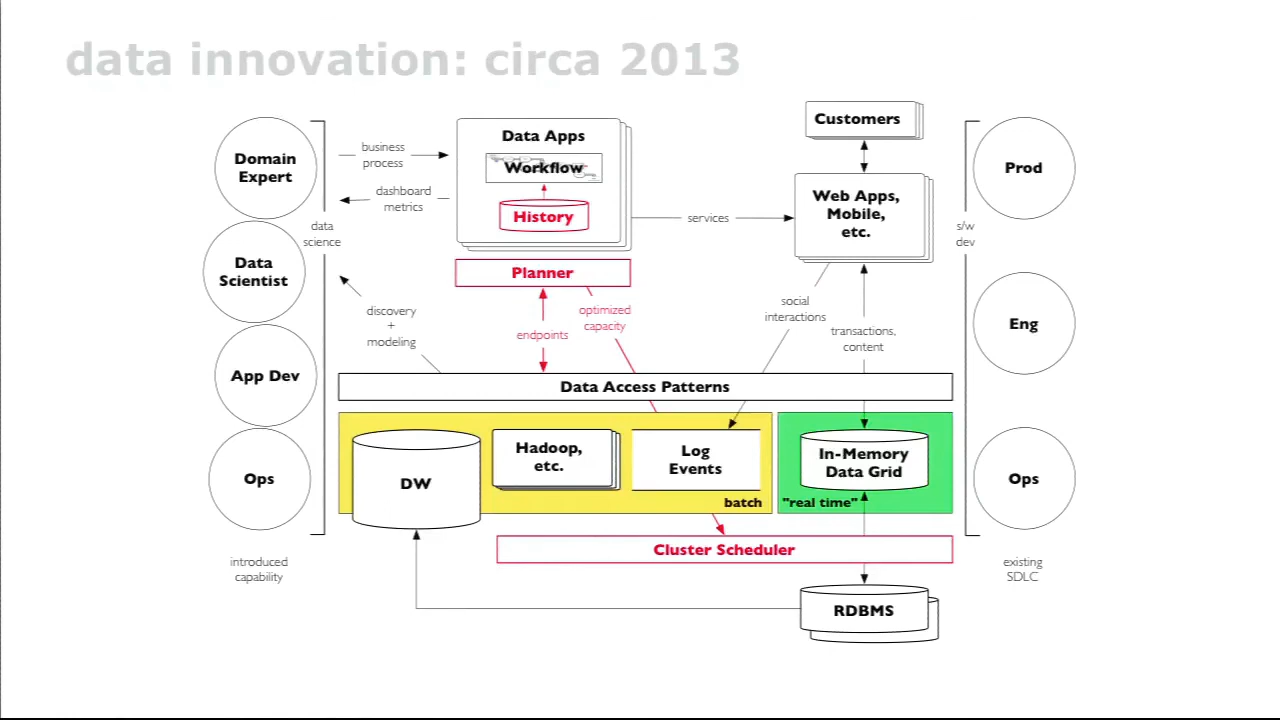 data innovation: circa 2013
Domain
Expert
Data
Scientist
App Dev
Ops
introduced
capability
data
science
business
process
dashboard
metrics
discovery
+
modeling
Data Apps
Workflow
History
Planner
endpoints
optimized
capacity
services
Customers
Web Apps,
Mobile,
etc.
social
interactions
transactions,
content
Data Access Patterns
DW
Hadoop,
etc.
Log
Events
batch
In-Memory
Data Grid
"real time"
Cluster Scheduler
RDBMS
s/w
dev
Prod
Eng
Ops
existing
SDLC